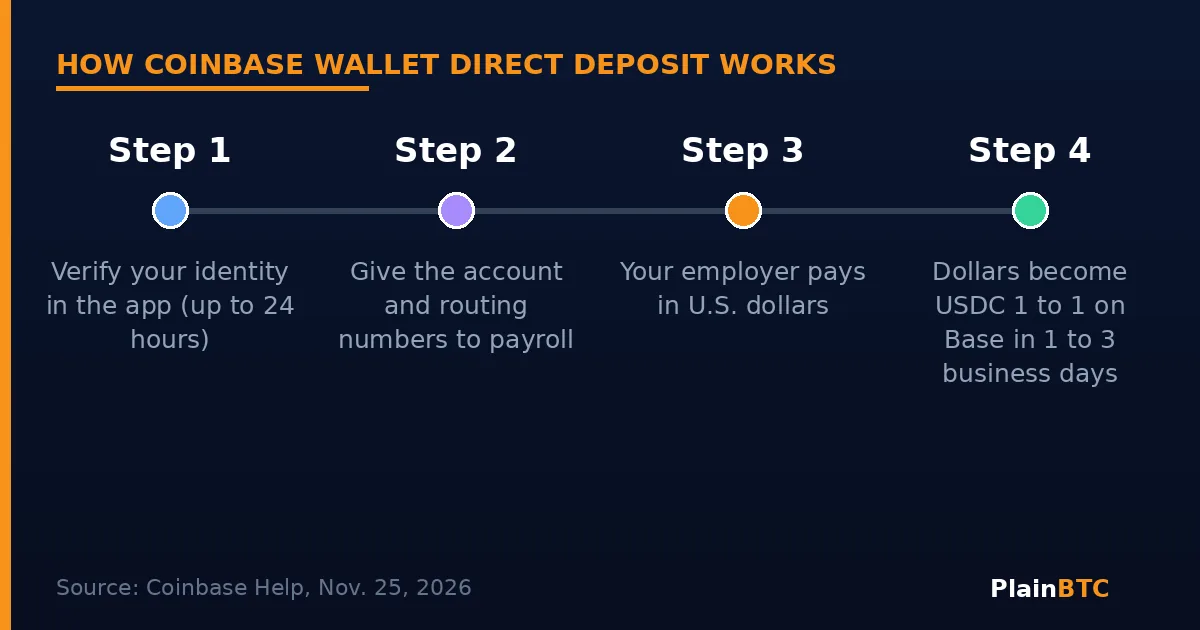 HOW COINBASE WALLET DIRECT DEPOSIT WORKS
Step 1
Verify your identity
in the app (up to 24
hours)
Step 2
Give the account
and routing
numbers to payroll
Step 3
Your employer pays
in U.S. dollars
Step 4
Dollars become
USDC 1 to 1 on
Base in 1 to 3
business days
Source: Coinbase Help, Nov. 25, 2026
PlainBTC